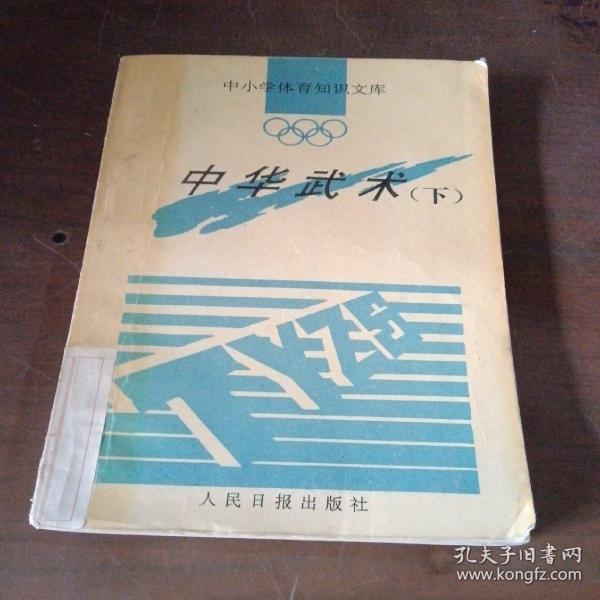 中小学体育知识文库
中华武术(下)
TYZS
人民日报出版社
孔夫子旧书网
www.kongfz.com